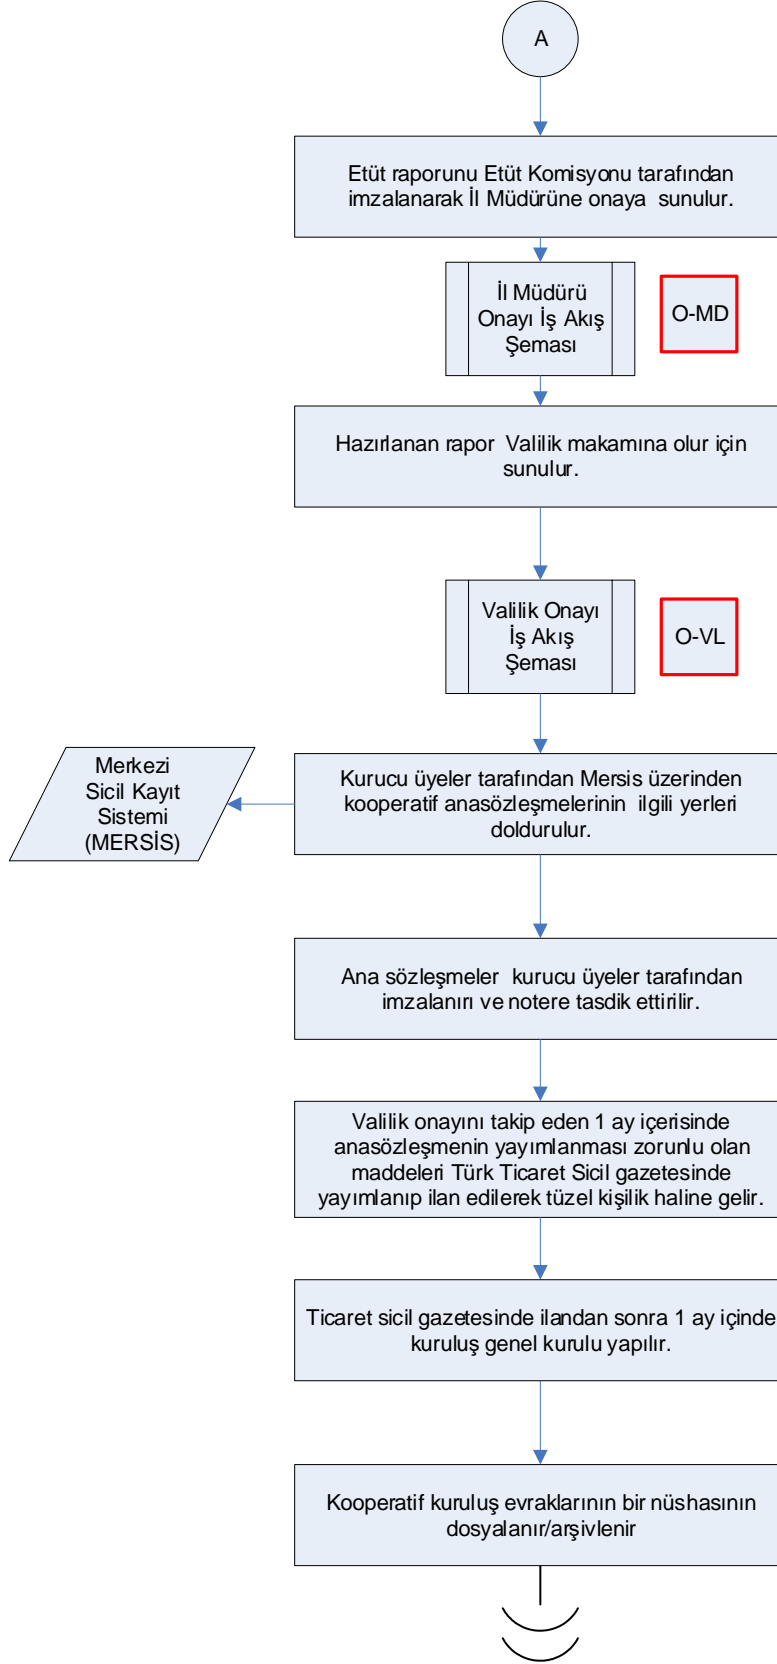 A
Etüt raporunu Etüt Komisyonu tarafından
imzalanarak İl Müdürüne onaya sunulur.
İl Müdürü
Onayı İş Akış
Şeması
O-MD
Hazırlanan rapor Valilik makamına olur için
sunulur.
Valilik Onayı
İş Akış
Şeması
O-VL
Merkezi
Sicil Kayıt
Sistemi
(MERSİS)
Kurucu üyeler tarafından Mersis üzerinden
kooperatif anasözleşmelerinin ilgili yerleri
doldurulur.
Ana sözleşmeler kurucu üyeler tarafından
imzalanırı ve notere tasdik ettirilir.
Valilik onayını takip eden 1 ay içerisinde
anasözleşmenin yayımlanması zorunlu olan
maddeleri Türk Ticaret Sicil gazetesinde
yayımlanıp ilan edilerek tüzel kişilik haline gelir.
Ticaret sicil gazetesinde ilandan sonra 1 ay içinde
kuruluş genel kurulu yapılır.
Kooperatif kuruluş evraklarının bir nüshasının
dosyalanır/arşivlenir